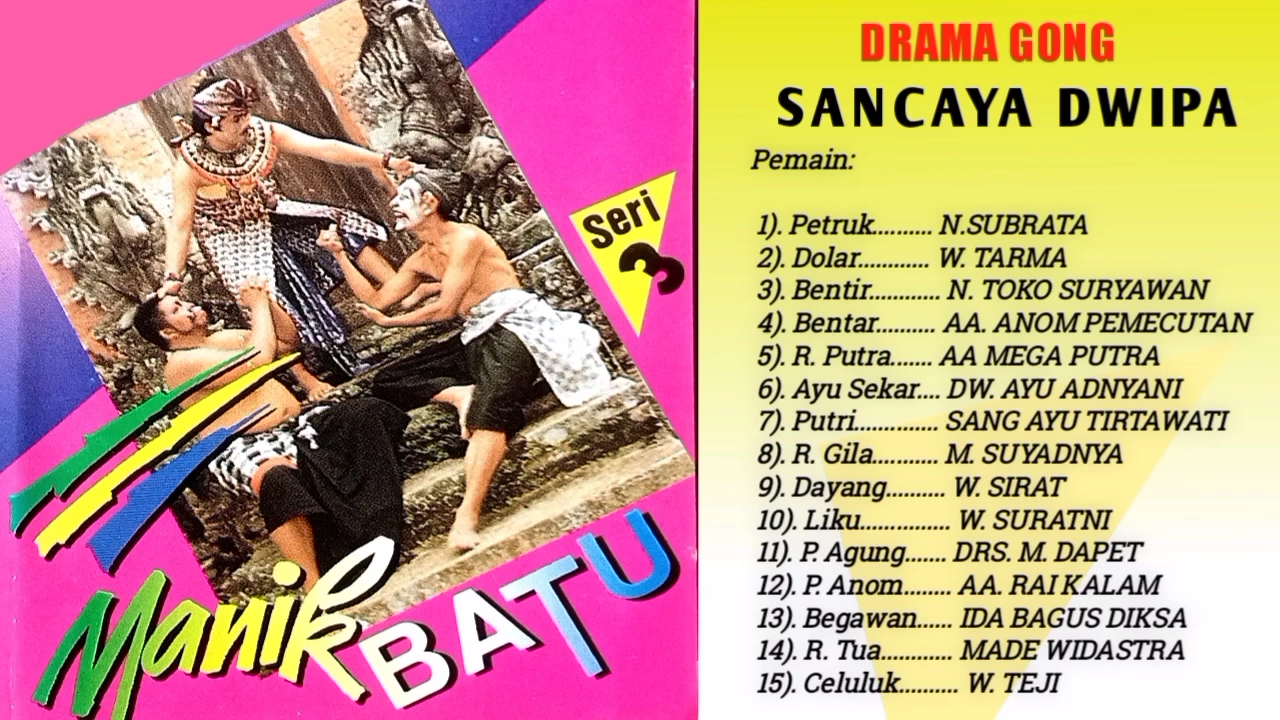 Seri
3
Manik
BATU
DRAMA GONG
SANCAYA DWIPA
Pemain:
1). Petruk.......... N.SUBRATA
2). Dolar............ W. TARMA
3). Bentir............ N. TOKO SURYAWAN
4). Bentar.......... AA. ANOM PEMECUTAN
5). R. Putra....... AA MEGA PUTRA
6). Ayu Sekar.... DW. AYU ADNYANI
7). Putri.............. SANG AYU TIRTAWATI
8). R. Gila........... M. SUYADNYA
9). Dayang.......... W. SIRAT
10). Liku............... W. SURATNI
11). P. Agung....... DRS. M. DAPET
12). P. Anom......... AA. RAI KALAM
13). Begawan...... IDA BAGUS DIKSA
14). R. Tua............ MADE WIDASTRA
15). Celuluk.......... W. TEJI